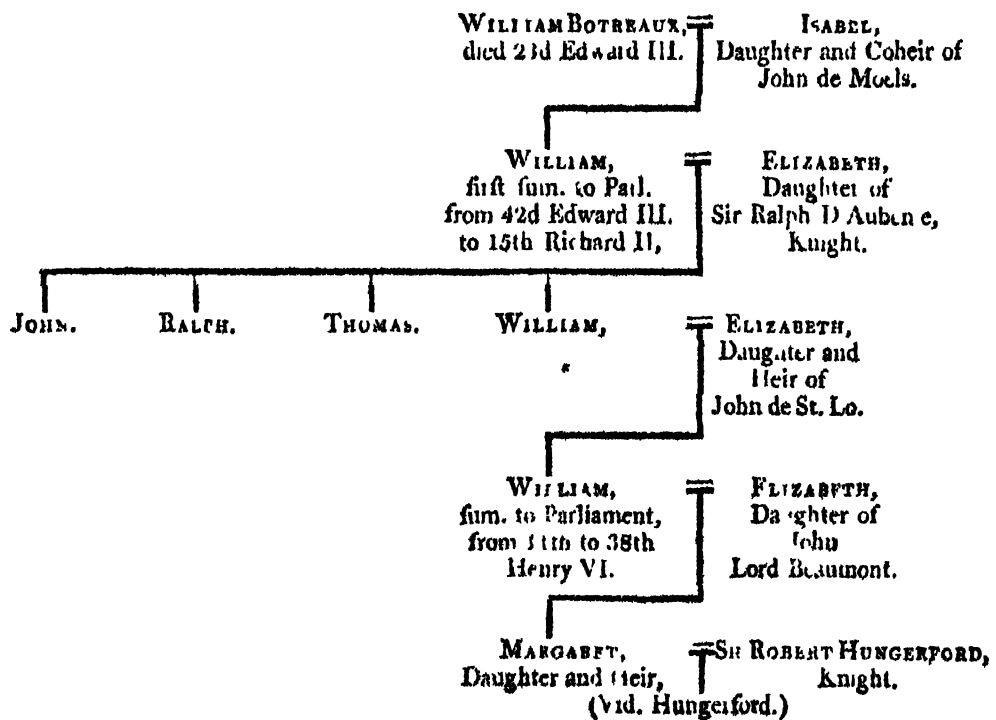 WILLIAM BOTREAUX,
died 23d Edward III.
ISABEL,
Daughter and Coheir of
John de Moels.
WILLIAM,
first sum. to Parl.
from 42d Edward III.
to 15th Richard II,
ELIZABETH,
Daughter of
Sir Ralph D Aubenie,
Knight.
JOHN.
RALPH.
THOMAS.
WILLIAM,
ELIZABETH,
Daughter and
Heir of
John de St. Lo.
WILLIAM,
sum. to Parliament,
from to 38th
Henry VI.
ELIZABETH,
Daughter of
John
Lord Beaumont.
MARGARET,
Daughter and Heir,
SIR ROBERT HUNGERFORD,
Knight.
(Vid. Hungerford.)